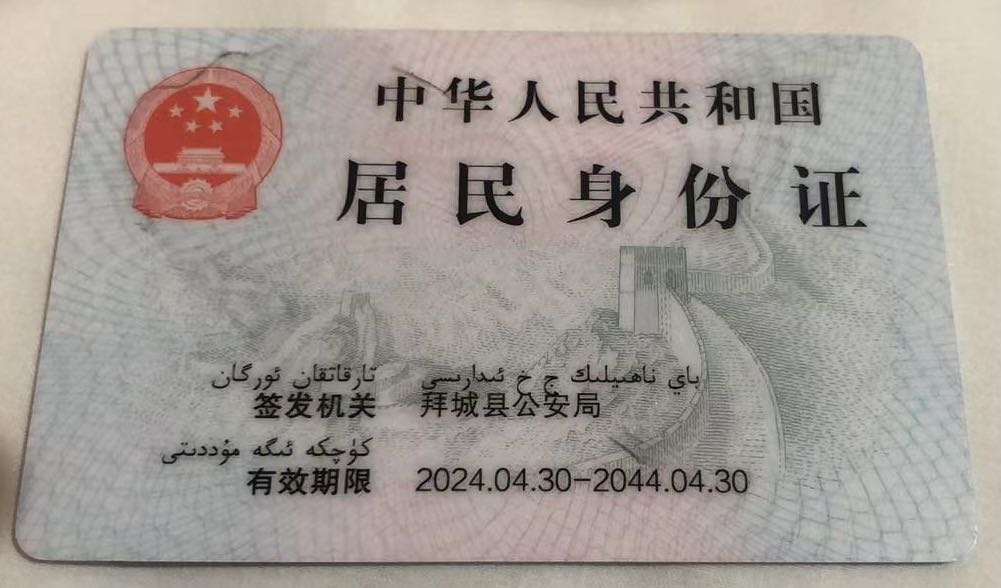 中华人民共和国
居民身份证
تارقاتقان ئورگان باي ناھىيىلىك ج خ ئىدارىسى
签发机关 拜城县公安局
كۈچكە ئىگە مۇددىتى
有效期限 2024.04.30-2044.04.30